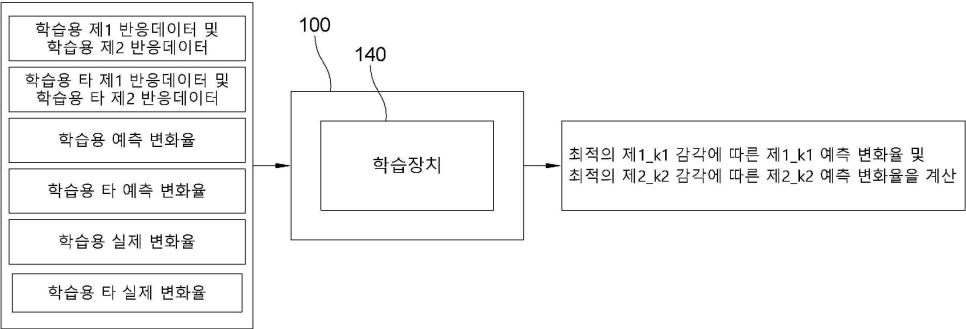 학습용 제1 반응데이터 및
학습용 제2 반응데이터
학습용 타 제1 반응데이터 및
학습용 타 제2 반응데이터
학습용 예측 변화율
학습용 타 예측 변화율
학습용 실제 변화율
학습용 타 실제 변화율
100
140
학습장치
최적의 제1_k1 감각에 따른 제1_k1 예측 변화율 및
최적의 제2_k2 감각에 따른 제2_k2 예측 변화율을 계산